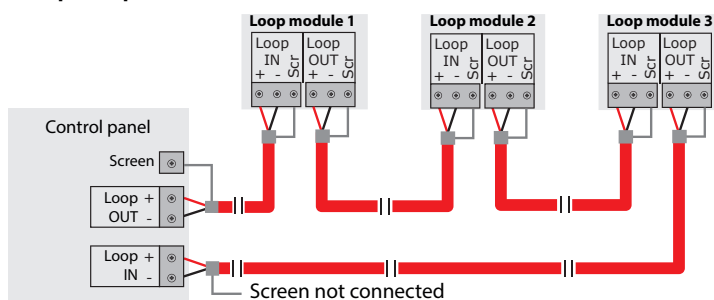 Loop module 1
Loop IN
+ - Scr
Loop OUT
+ - Scr
Loop module 2
Loop IN
+ - Scr
Loop OUT
+ - Scr
Loop module 3
Loop IN
+ - Scr
Loop OUT
+ - Scr
Control panel
Screen
Loop +
OUT -
Loop +
IN -
Screen not connected